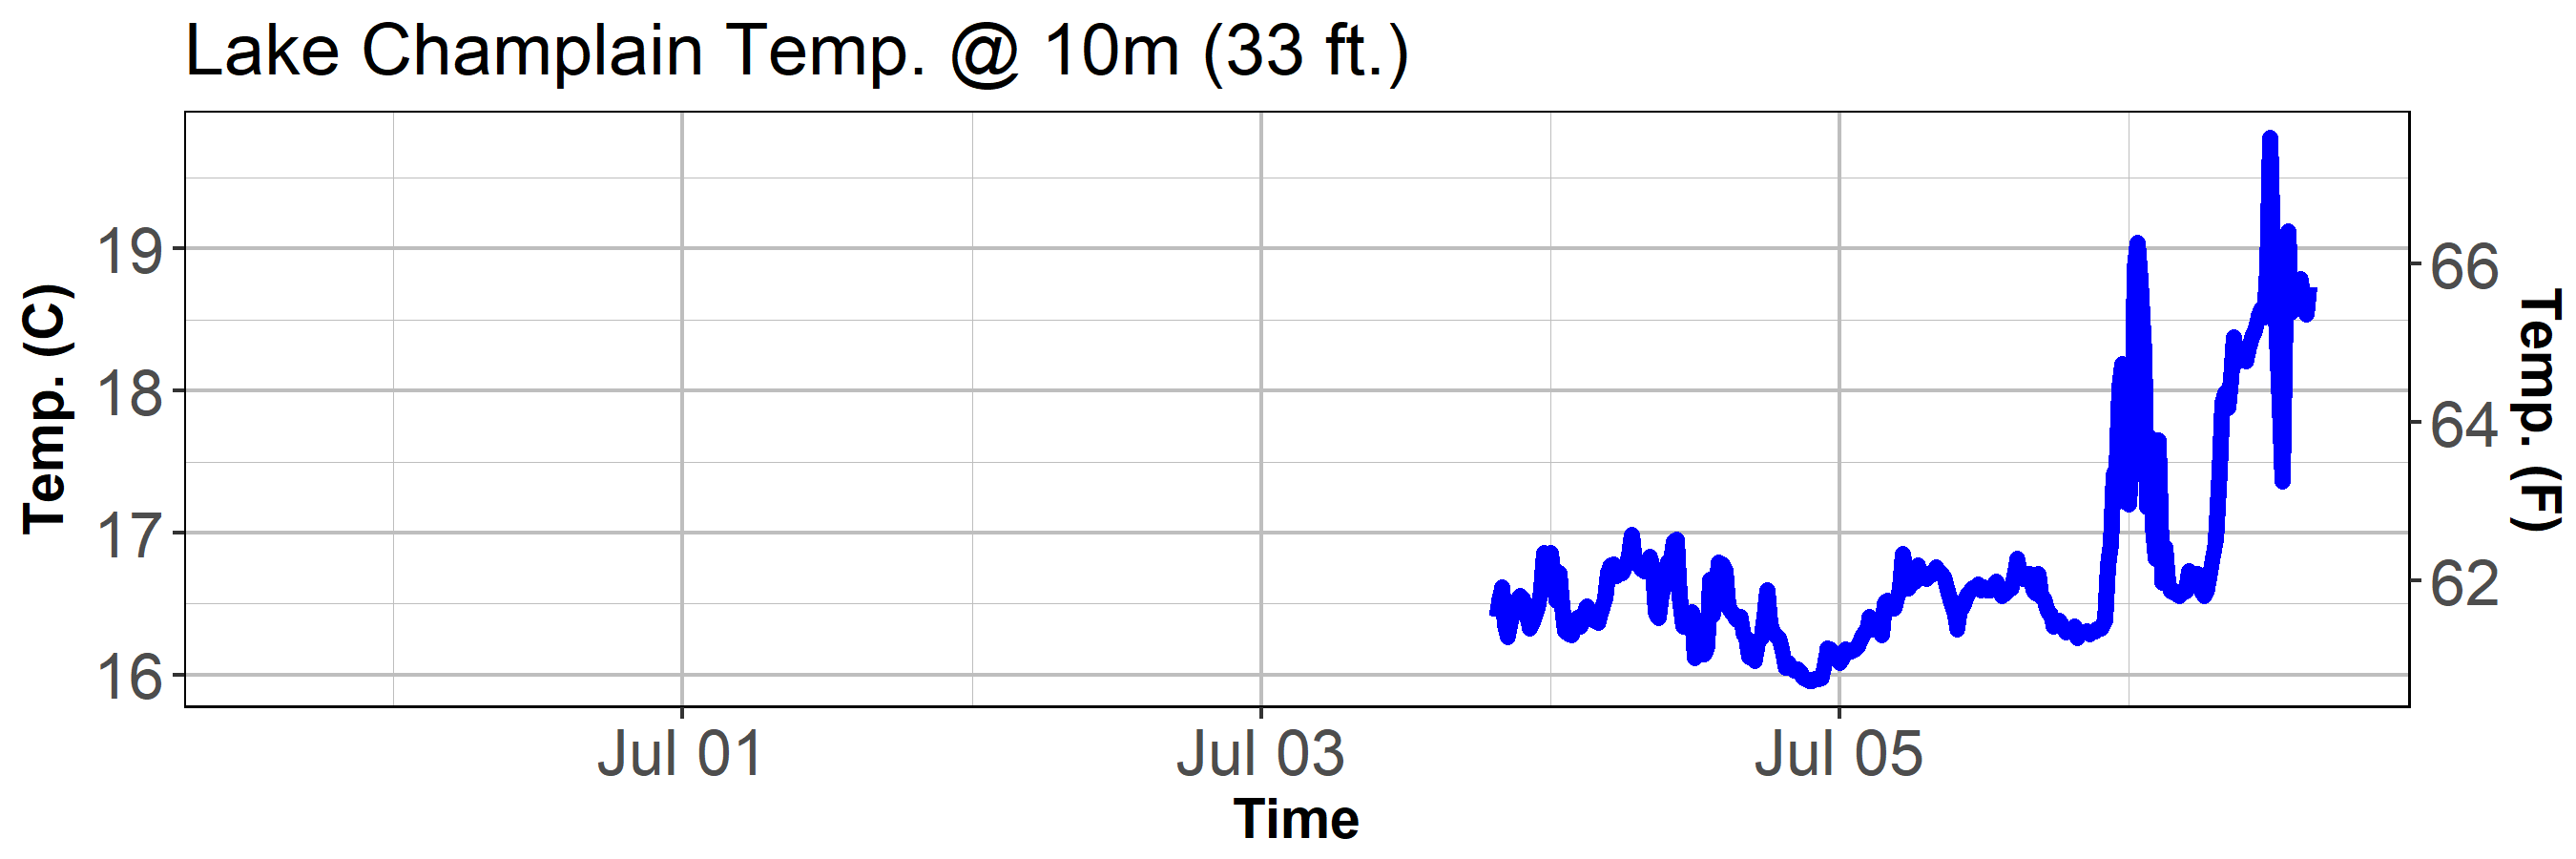 Lake Champlain Temp. @ 10m (33 ft.)
Temp. (C)
19
18
17
16
66
64
62
Temp. (F)
Jul 01 Jul 03 Jul 05
Time